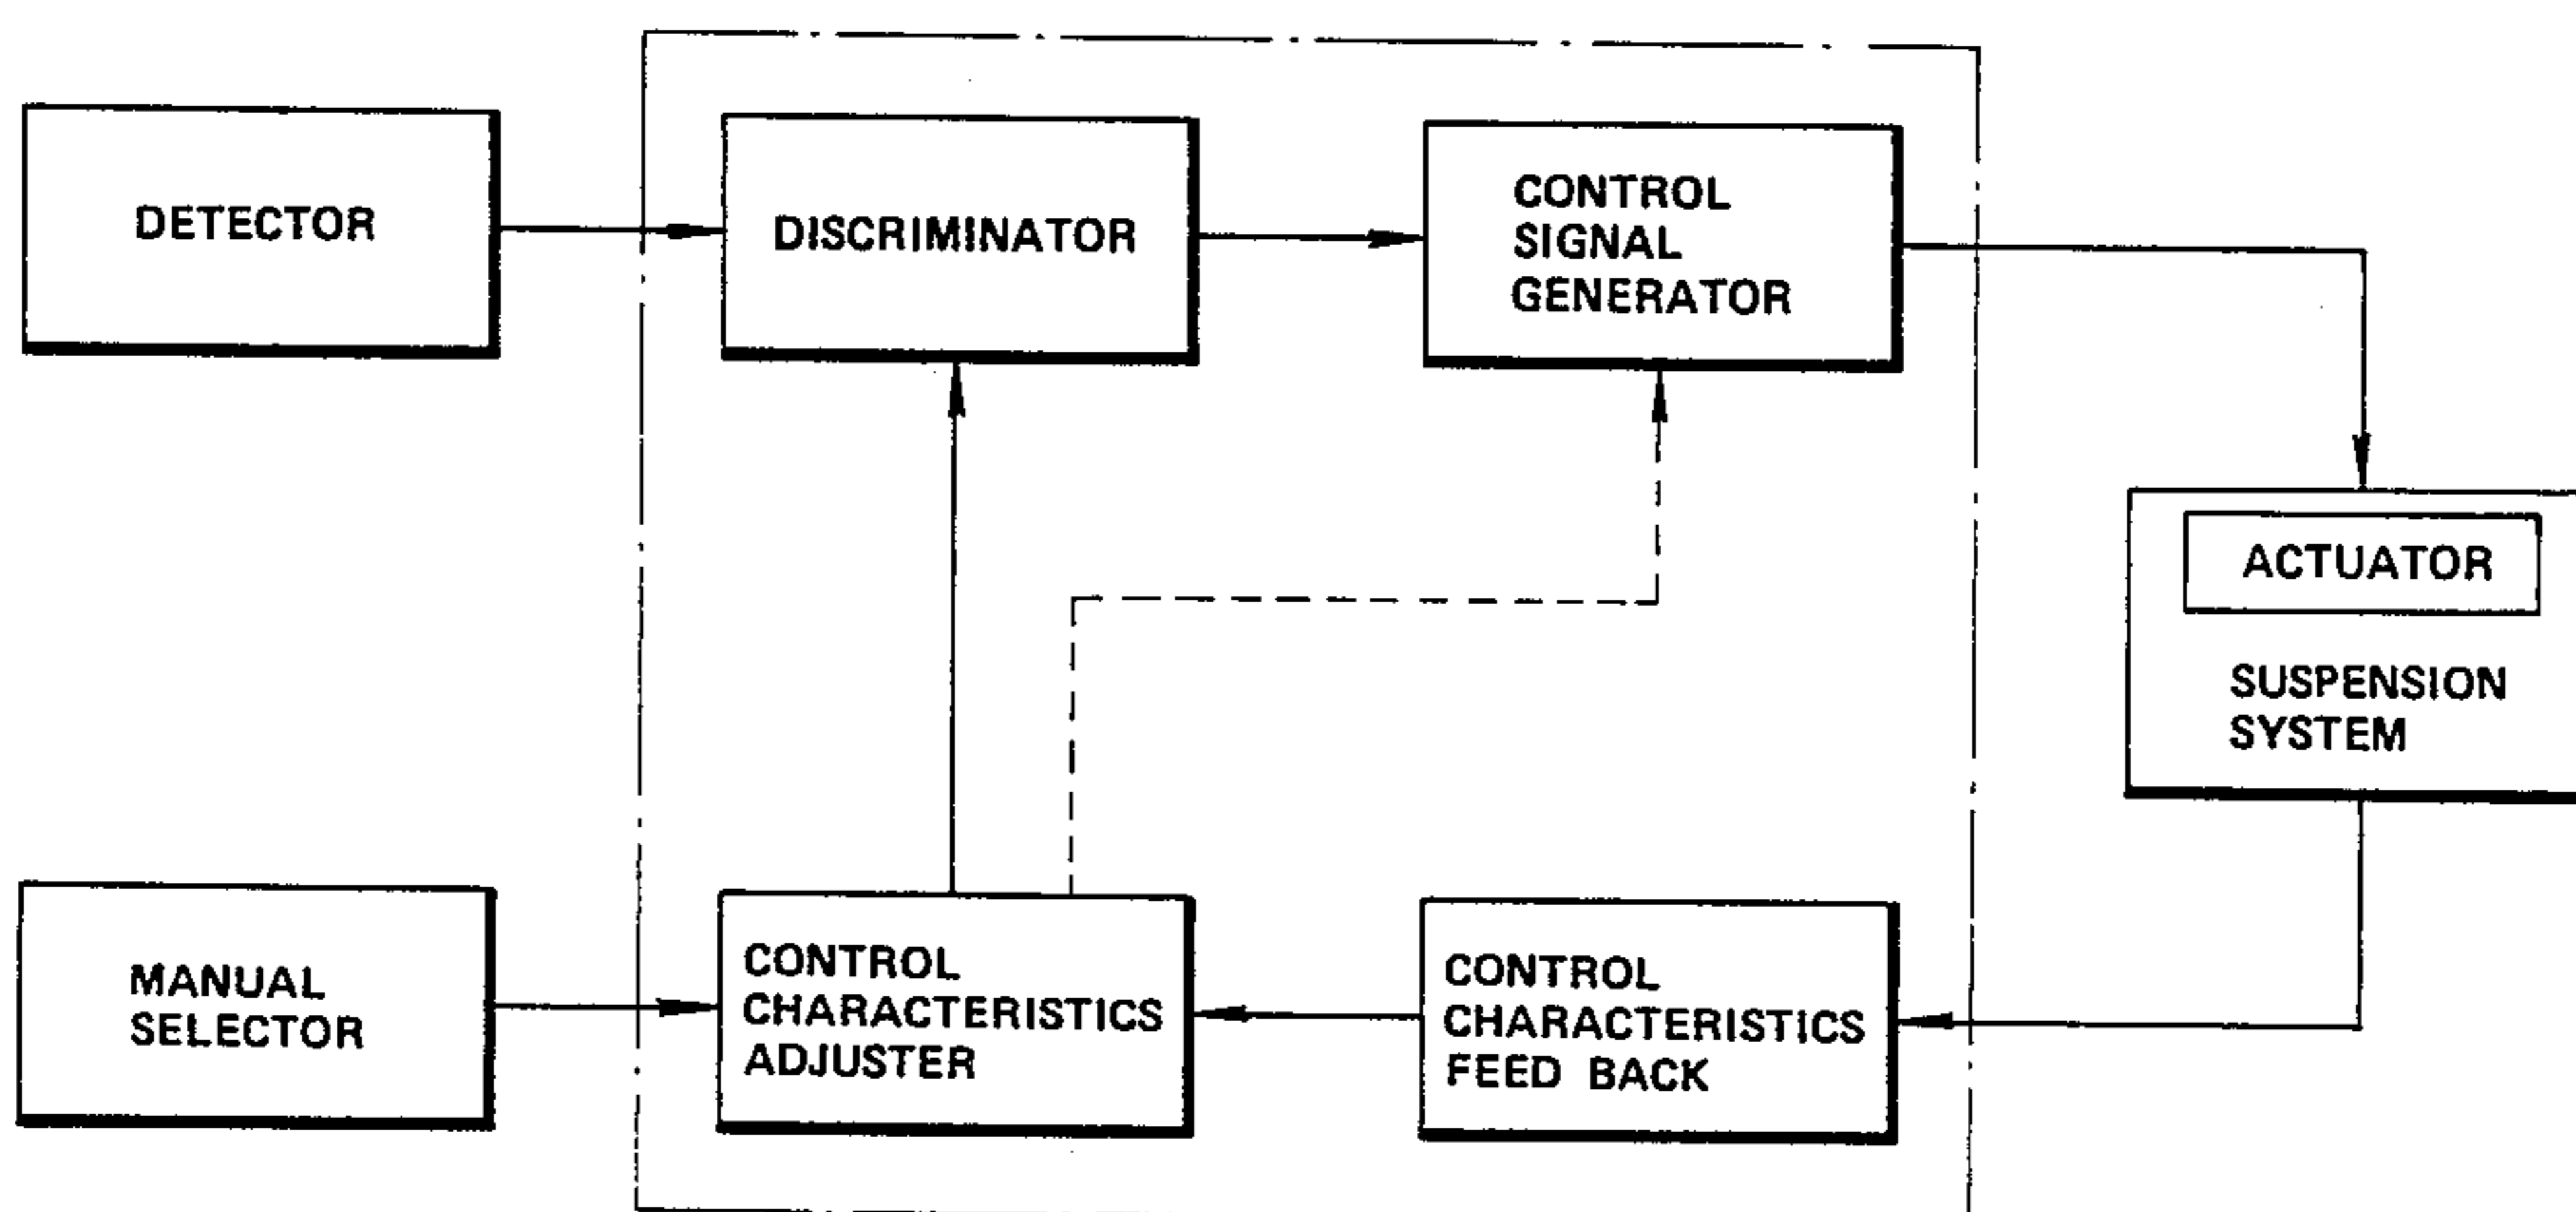 DETECTOR
DISCRIMINATOR
CONTROL
SIGNAL
GENERATOR
ACTUATOR
SUSPENSION
SYSTEM
MANUAL
SELECTOR
CONTROL
CHARACTERISTICS
ADJUSTER
CONTROL
CHARACTERISTICS
FEED BACK